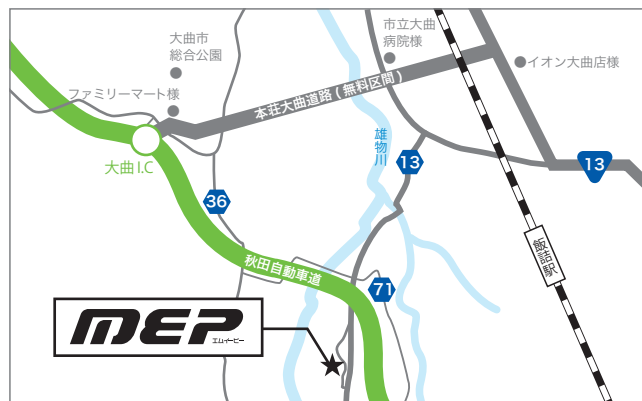 大曲市
総合公園
市立大曲
病院様
イオン大曲店様
ファミリーマート様
本荘大曲道路(無料区間)
大曲I.C
雄物川
13
13
36
秋田自動車道
飯詰駅
71
MEP
エムイーピー